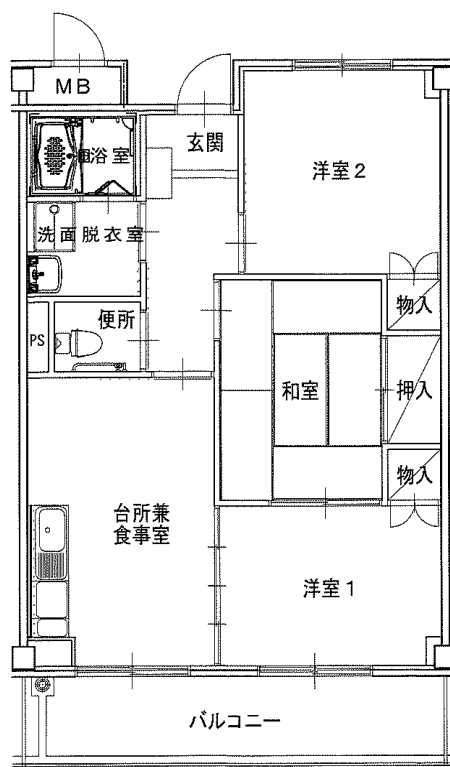 MB
玄関
浴室
洋室2
洗面脱衣室
物入
便所
PS
和室
押入
物入
台所兼
食事室
洋室1
バルコニー